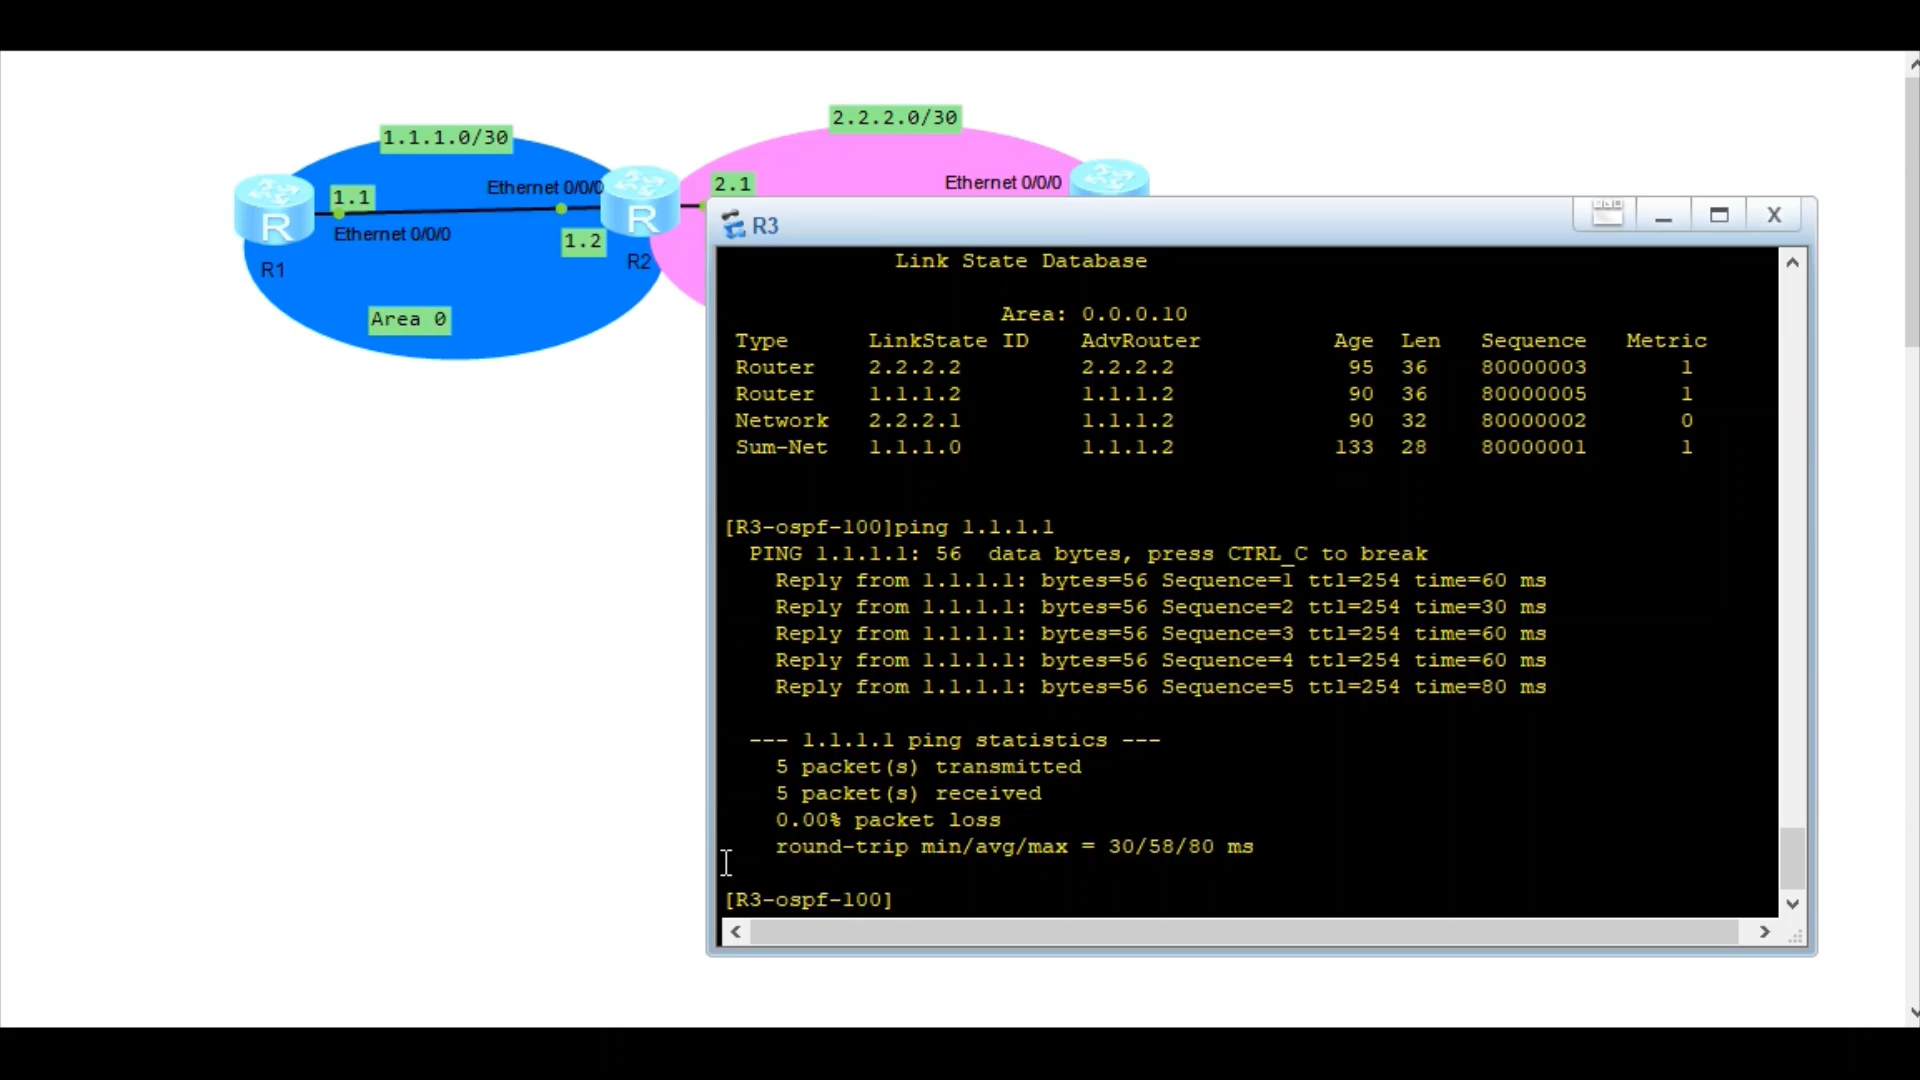 1.1.1.0/30
2.2.2.0/30
1.1
Ethernet 0/0/0
2.1
Ethernet 0/0/0
Ethernet 0/0/0
1.2
R
R
R1
R2
Area 0
R3
Link State Database
Area: 0.0.0.10
Type LinkState ID AdvRouter Age Len Sequence Metric
Router 2.2.2.2 2.2.2.2 95 36 80000003 1
Router 1.1.1.2 1.1.1.2 90 36 80000005 1
Network 2.2.2.1 1.1.1.2 90 32 80000002 0
Sum-Net 1.1.1.0 1.1.1.2 133 28 80000001 1
[R3-ospf-100]ping 1.1.1.1
PING 1.1.1.1: 56 data bytes, press CTRL_C to break
Reply from 1.1.1.1: bytes=56 Sequence=1 ttl=254 time=60 ms
Reply from 1.1.1.1: bytes=56 Sequence=2 ttl=254 time=30 ms
Reply from 1.1.1.1: bytes=56 Sequence=3 ttl=254 time=60 ms
Reply from 1.1.1.1: bytes=56 Sequence=4 ttl=254 time=60 ms
Reply from 1.1.1.1: bytes=56 Sequence=5 ttl=254 time=80 ms
--- 1.1.1.1 ping statistics ---
5 packet(s) transmitted
5 packet(s) received
0.00% packet loss
round-trip min/avg/max = 30/58/80 ms
[R3-ospf-100]